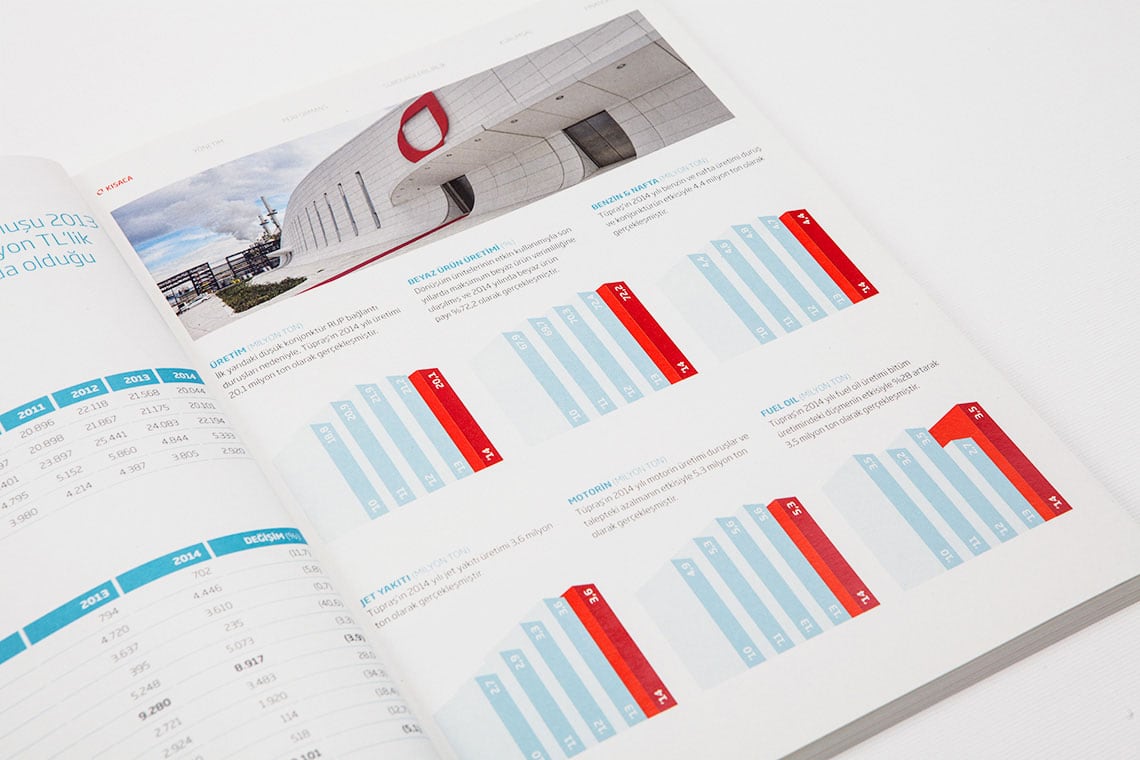 YÖNETİM
PERFORMANS
SÜRDÜRÜLEBİLİRLİK
KURUMSAL
KISACA
2013
yon TL'lik
da olduğu
2011 2012 2013 2014
20.896 22.118 21.568 20.044
20.898 21.867 21.175 20.101
23.897 25.441 24.083 22.194
4.795 5.152 5.860 4.844 5.333
3.980 4.214 4.387 3.805 2.920
2013 2014 DEĞİŞİM (%)
794 702 (11,7)
4.720 4.446 (5,8)
3.637 3.610 (0,7)
395 235 (40,6)
5.248 5.073 (3,3)
9.280 8.917 (3,9)
2.721 3.483 28,0
2.924 1.920 (34,3)
114 (18,4)
518 (12,7)
(5,1)
ÜRETİM (MİLYON TON)
İlk yarıdaki düşük konjonktür RUP bağlantı
duruşları nedeniyle, Tüpraş'ın 2014 yılı üretimi
20,1 milyon ton olarak gerçekleşmiştir.
18,8 20,9 21,9 21,2 20,1
'10 '11 '12 '13 '14
BEYAZ ÜRÜN ÜRETİMİ (%)
Dönüşüm ünitelerinin etkin kullanımıyla son
yıllarda maksimum beyaz ürün verimliliğine
ulaşılmış ve 2014 yılında beyaz ürün
payı %72,2 olarak gerçekleşmiştir.
67,9 69,7 70,3 72,4 72,2
'10 '11 '12 '13 '14
BENZİN & NAFTA (MİLYON TON)
Tüpraş'ın 2014 yılı benzin ve nafta üretimi duruş
ve konjonktürün etkisiyle 4,4 milyon ton olarak
gerçekleşmiştir.
4,4 4,6 4,8 4,4
'10 '11 '12 '13 '14
JET YAKITI (MİLYON TON)
Tüpraş'ın 2014 yılı jet yakıtı üretimi 3,6 milyon
ton olarak gerçekleşmiştir.
2,7 2,9 3,3 3,6 3,6
'10 '11 '12 '13 '14
MOTORİN (MİLYON TON)
Tüpraş'ın 2014 yılı motorin üretimi duruşlar ve
talepteki azalmanın etkisiyle 5,3 milyon ton
olarak gerçekleşmiştir.
4,9 5,3 5,6 5,6 5,3
'10 '11 '12 '13 '14
FUEL OIL (MİLYON TON)
Tüpraş'ın 2014 yılı fuel oil üretimi bitüm
üretimindeki düşmenin etkisiyle %28 artarak
3,5 milyon ton olarak gerçekleşmiştir.
3,5 3,2 3,5 2,7 3,5
'10 '11 '12 '13 '14